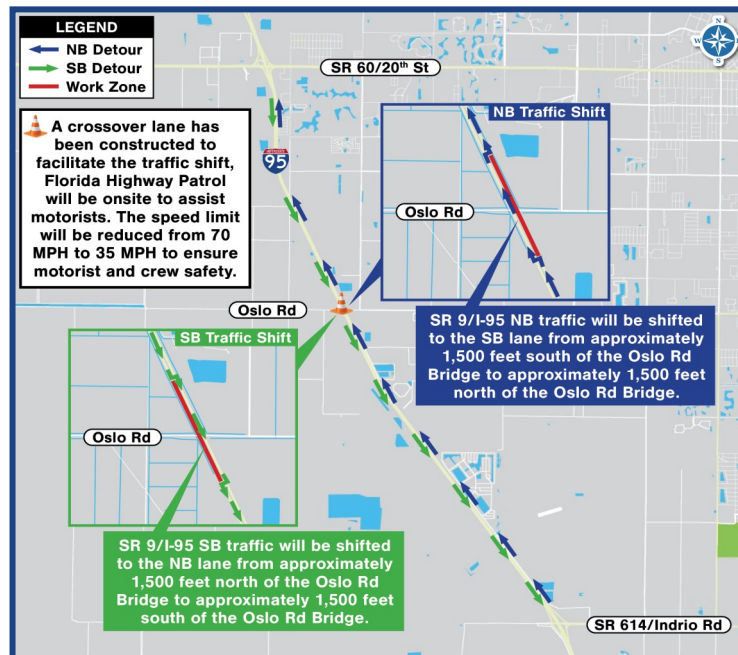 LEGEND
NB Detour
SB Detour
Work Zone
N
W
E
S
SR 60/20th St
A crossover lane has
been constructed to
facilitate the traffic shift,
Florida Highway Patrol
will be onsite to assist
motorists. The speed limit
will be reduced from 70
MPH to 35 MPH to ensure
motorist and crew safety.
INTERSTATE
95
NB Traffic Shift
Oslo Rd
SR 9/I-95 NB traffic will be shifted
to the SB lane from approximately
1,500 feet south of the Oslo Rd
Bridge to approximately 1,500 feet
north of the Oslo Rd Bridge.
Oslo Rd
SB Traffic Shift
Oslo Rd
SR 9/I-95 SB traffic will be shifted
to the NB lane from approximately
1,500 feet north of the Oslo Rd
Bridge to approximately 1,500 feet
south of the Oslo Rd Bridge.
SR 614/Indrio Rd